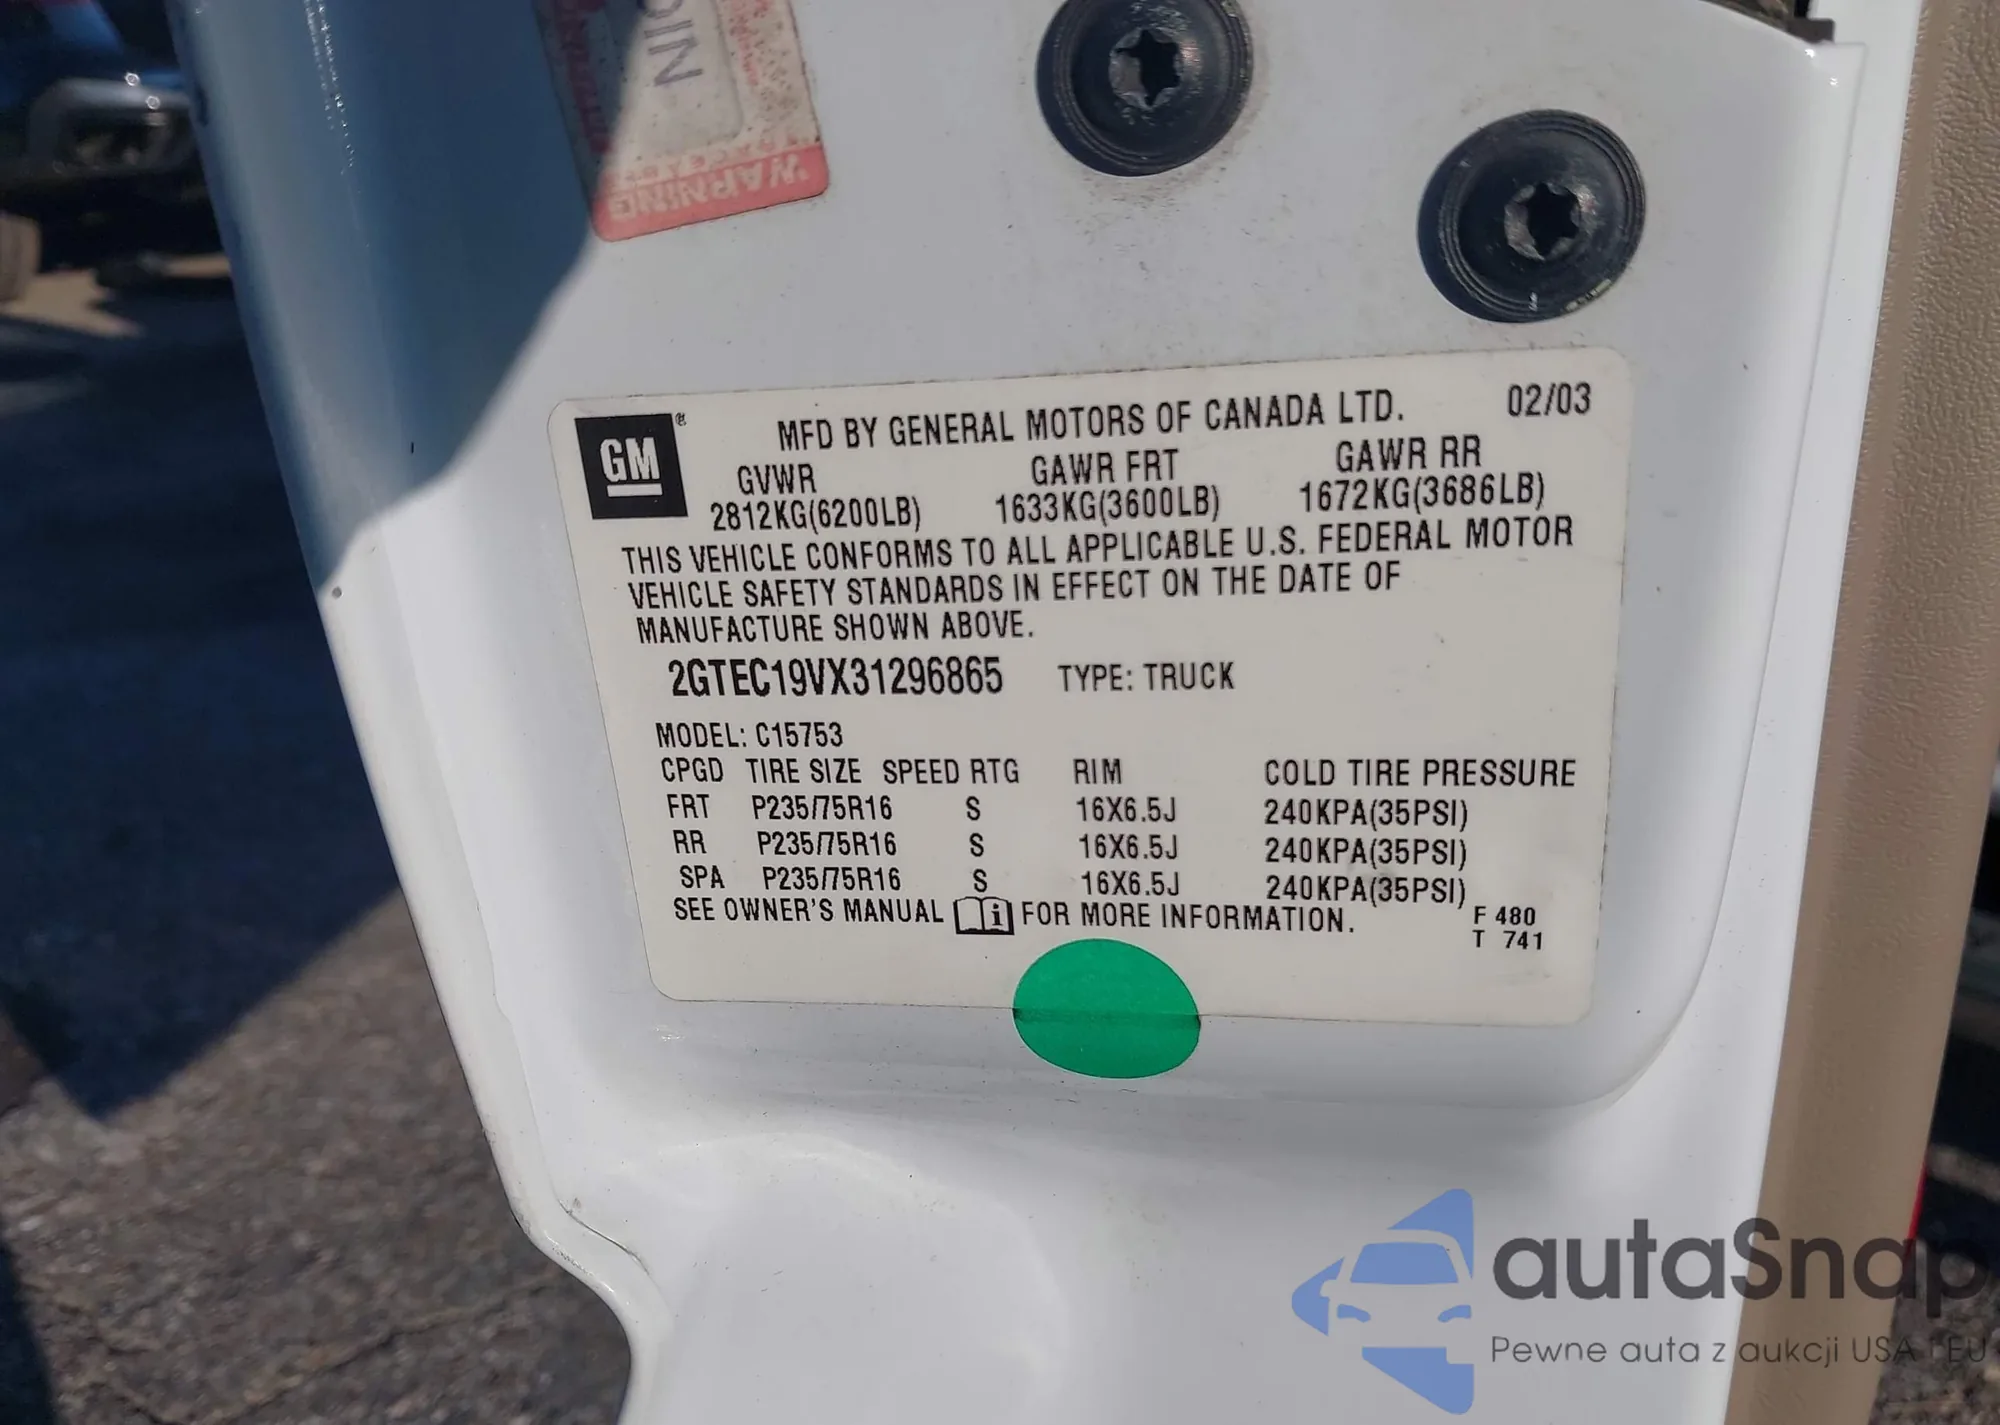 WARNING
GM®
MFD BY GENERAL MOTORS OF CANADA LTD. 02/03
GVWR GAWR FRT GAWR RR
2812KG(6200LB) 1633KG(3600LB) 1672KG(3686LB)
THIS VEHICLE CONFORMS TO ALL APPLICABLE U.S. FEDERAL MOTOR
VEHICLE SAFETY STANDARDS IN EFFECT ON THE DATE OF
MANUFACTURE SHOWN ABOVE.
2GTEC19VX31296865 TYPE: TRUCK
MODEL: C15753
CPGD TIRE SIZE SPEED RTG RIM COLD TIRE PRESSURE
FRT P235/75R16 S 16X6.5J 240KPA(35PSI)
RR P235/75R16 S 16X6.5J 240KPA(35PSI)
SPA P235/75R16 S 16X6.5J 240KPA(35PSI)
SEE OWNER'S MANUAL i FOR MORE INFORMATION.
F 480
T 741
autaSnap
Pewne auta z aukcji USA i EU